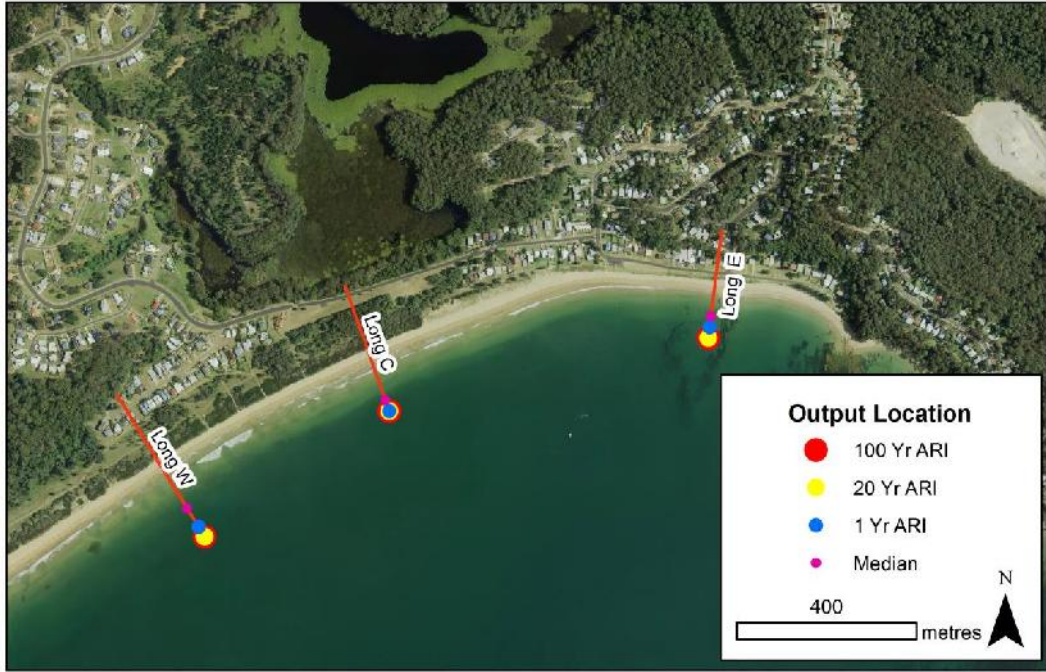 Long W
Long C
Long E
Output Location
100 Yr ARI
20 Yr ARI
1 Yr ARI
Median
N
400
metres